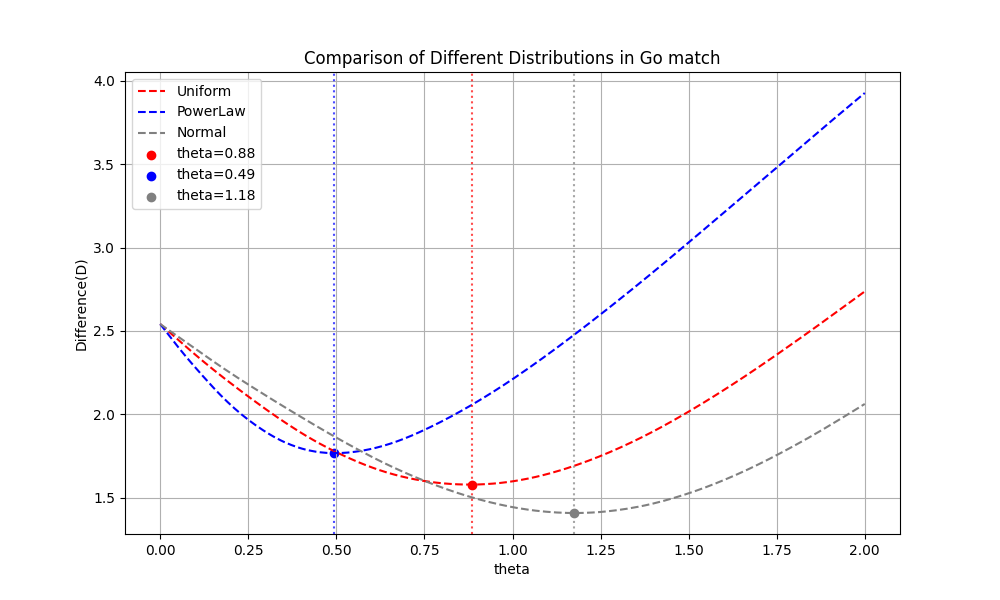 Comparison of Different Distributions in Go match
Uniform
PowerLaw
Normal
theta=0.88
theta=0.49
theta=1.18
Difference(D)
4.0
3.5
3.0
2.5
2.0
1.5
0.00 0.25 0.50 0.75 1.00 1.25 1.50 1.75 2.00
theta